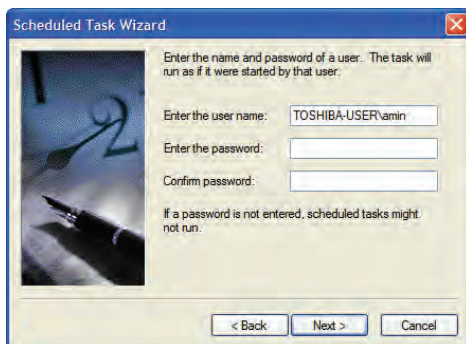 Scheduled Task Wizard
Enter the name and password of a user. The task will
run as if it were started by that user.
Enter the user name: TOSHIBA-USER\amin
Enter the password:
Confirm password:
If a password is not entered, scheduled tasks might
not run.
< Back Next > Cancel